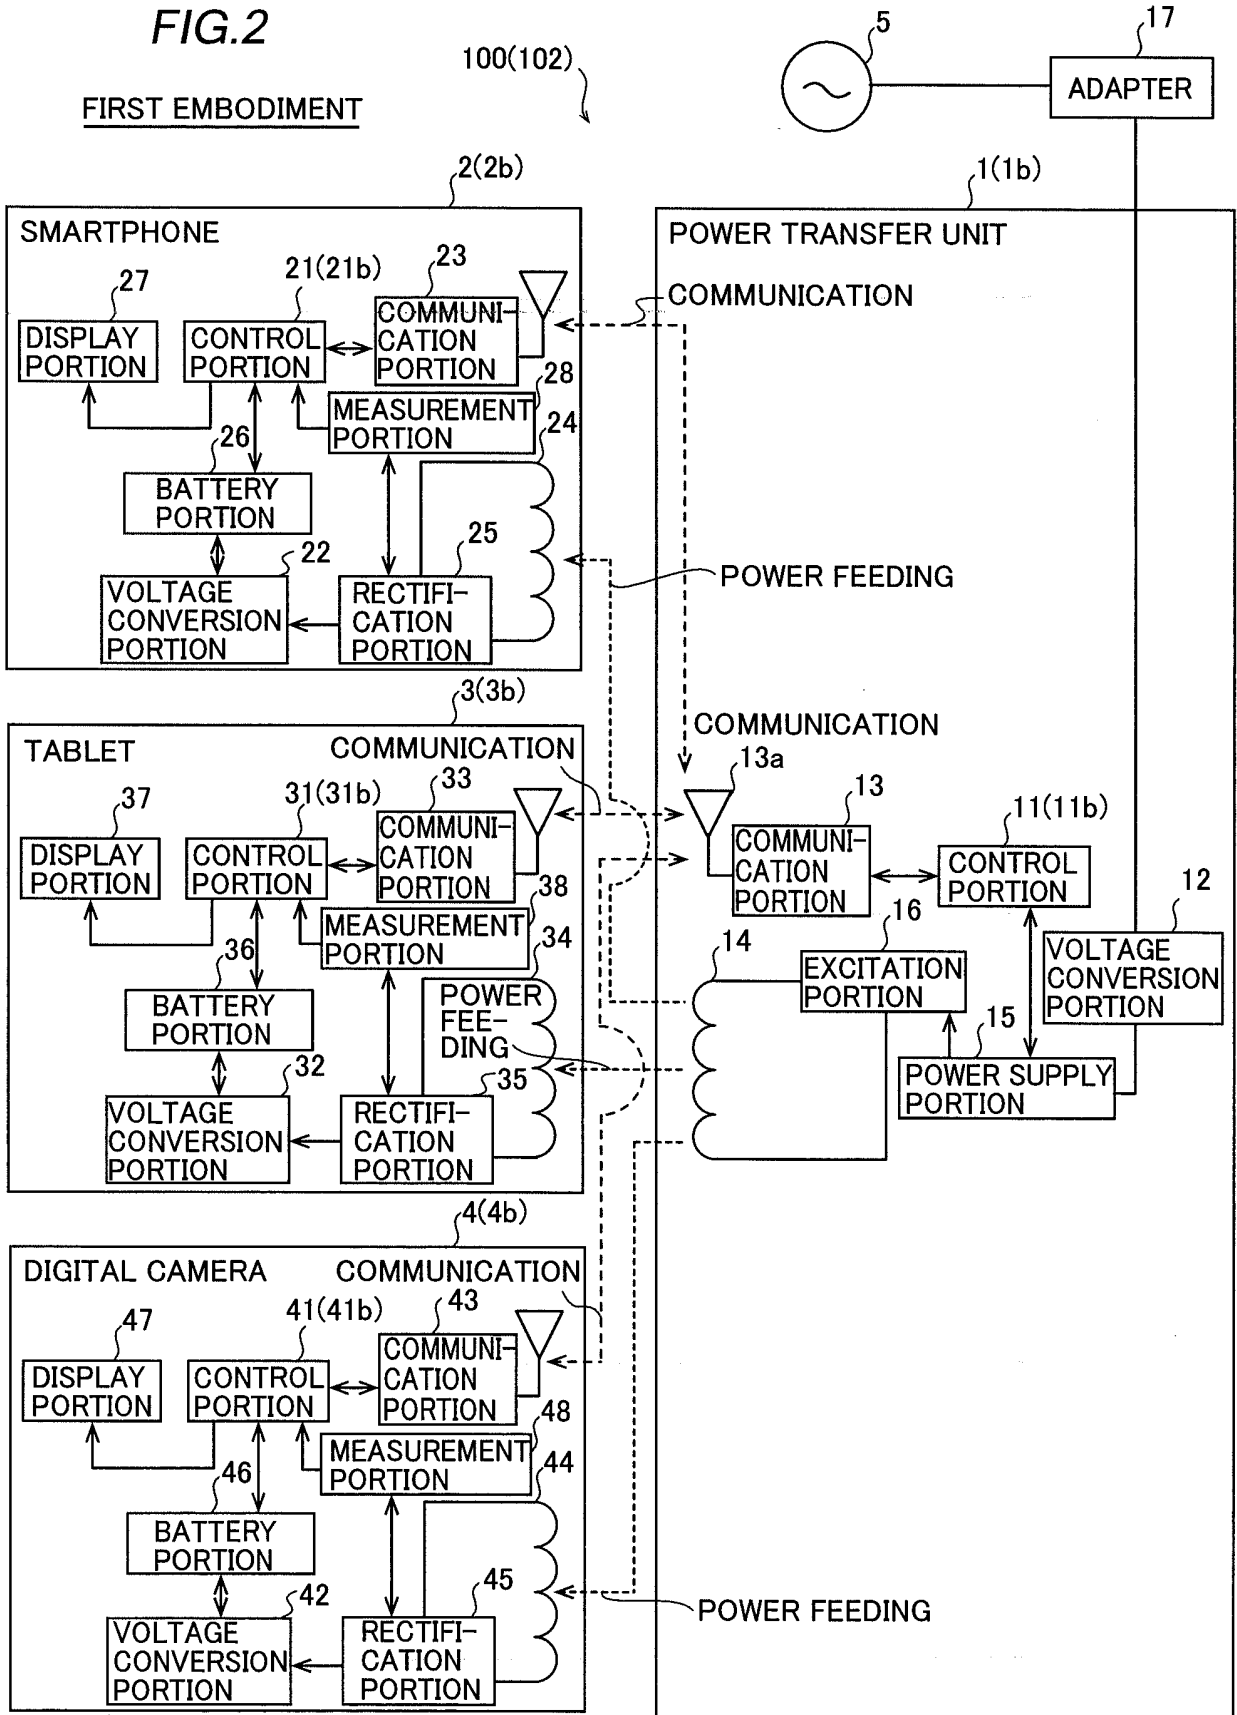 FIG.2
FIRST EMBODIMENT
100(102)
5
17
ADAPTER
2(2b)
SMARTPHONE
27
DISPLAY
PORTION
21(21b)
CONTROL
PORTION
23
COMMUNI-
CATION
PORTION
28
MEASUREMENT
PORTION
24
26
BATTERY
PORTION
22
VOLTAGE
CONVERSION
PORTION
25
RECTIFI-
CATION
PORTION
1(1b)
POWER TRANSFER UNIT
COMMUNICATION
POWER FEEDING
COMMUNICATION
13a
13
COMMUNI-
CATION
PORTION
11(11b)
CONTROL
PORTION
12
VOLTAGE
CONVERSION
PORTION
16
EXCITATION
PORTION
14
15
POWER SUPPLY
PORTION
3(3b)
TABLET
COMMUNICATION
37
DISPLAY
PORTION
31(31b)
CONTROL
PORTION
33
COMMUNI-
CATION
PORTION
38
MEASUREMENT
PORTION
34
36
BATTERY
PORTION
POWER
FEE-
DING
32
VOLTAGE
CONVERSION
PORTION
35
RECTIFI-
CATION
PORTION
4(4b)
DIGITAL CAMERA
COMMUNICATION
47
DISPLAY
PORTION
41(41b)
CONTROL
PORTION
43
COMMUNI-
CATION
PORTION
48
MEASUREMENT
PORTION
44
46
BATTERY
PORTION
42
VOLTAGE
CONVERSION
PORTION
45
RECTIFI-
CATION
PORTION
POWER FEEDING